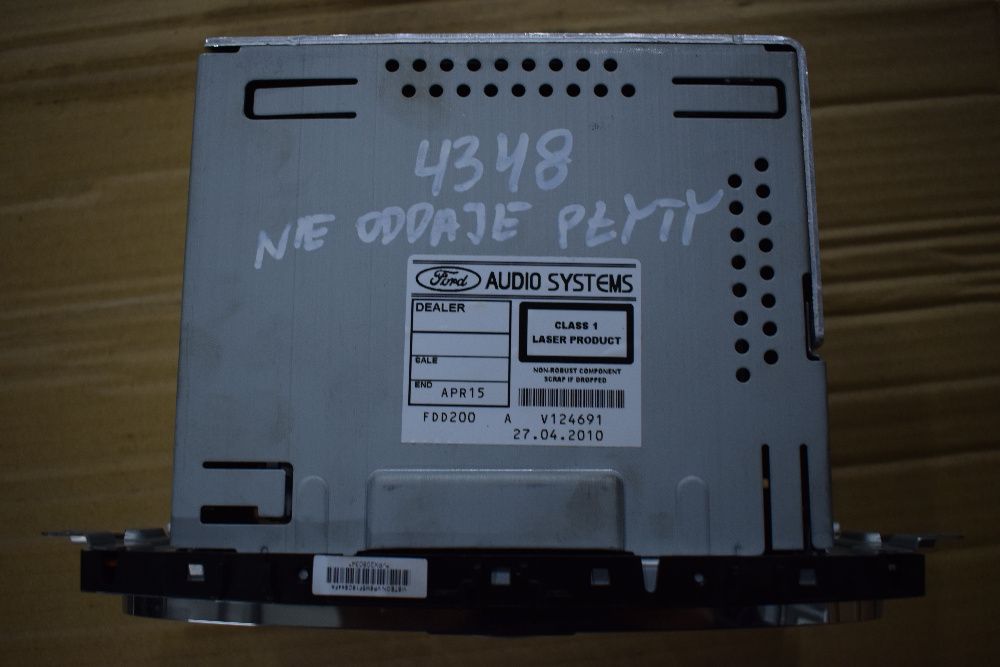 4348
NIE ODDAJE PŁYTY
Ford AUDIO SYSTEMS
DEALER
CLASS 1
LASER PRODUCT
NON-ROBUST COMPONENT
SCRAP IF DROPPED
GALE
END APR15
FDD200 A V124691
27.04.2010